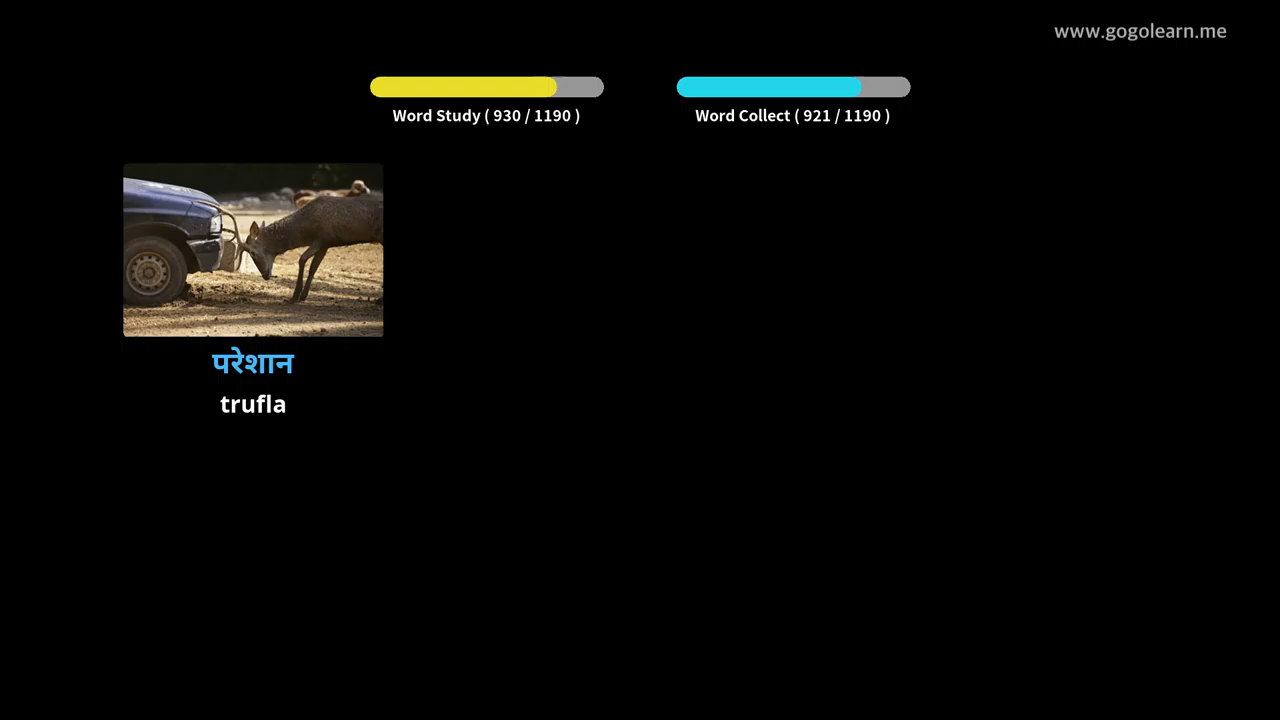 www.gogolearn.me
Word Study ( 930 / 1190 )
Word Collect ( 921 / 1190 )
परेशान
trufla